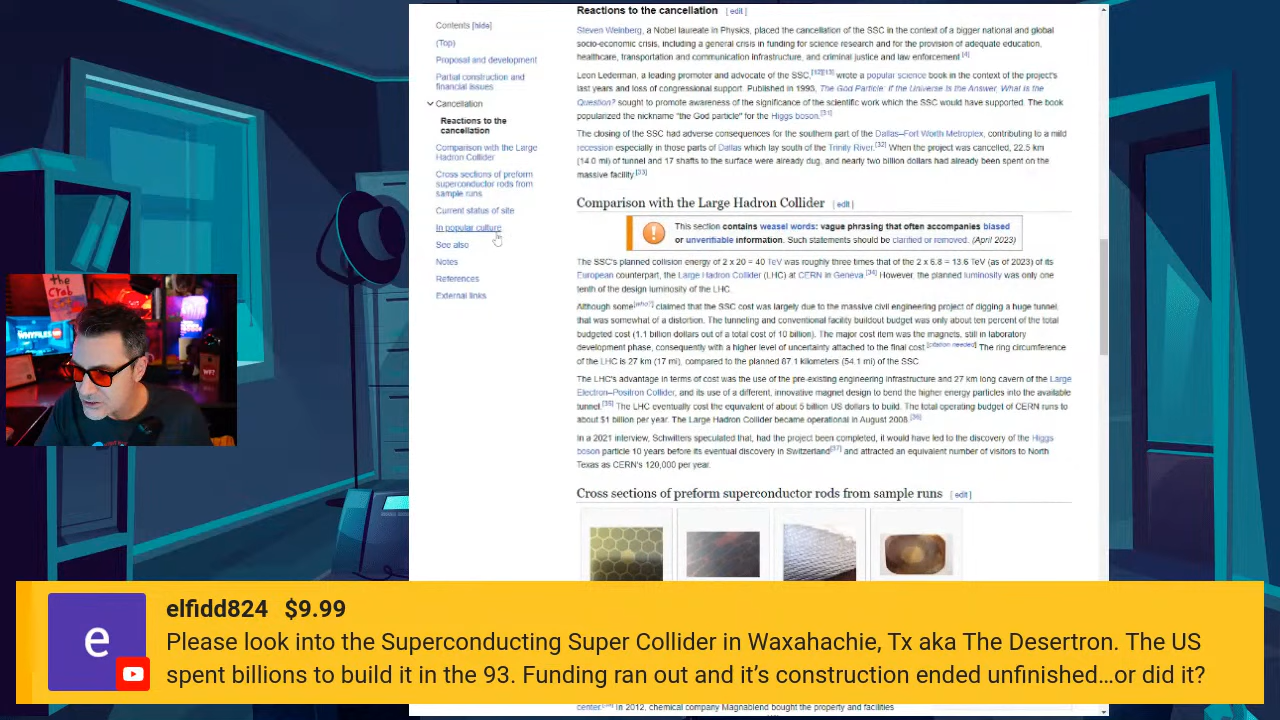 Contents [hide]
(Top)
Proposal and development
Partial construction and
financial issues
Cancellation
Reactions to the
cancellation
Comparison with the Large
Hadron Collider
Cross sections of preform
superconductor rods from
sample runs
Current status of site
In popular culture
See also
Notes
References
External links
Reactions to the cancellation [ edit ]
Steven Weinberg, a Nobel laureate in Physics, placed the cancellation of the SSC in the context of a bigger national and global
socio-economic crisis, including a general crisis in funding for science research and for the provision of adequate education,
healthcare, transportation and communication infrastructure, and criminal justice and law enforcement.[4]
Leon Lederman, a leading promoter and advocate of the SSC,[12][13] wrote a popular science book in the context of the project's
last years and loss of congressional support. Published in 1993, The God Particle: If the Universe Is the Answer, What is the
Question? sought to promote awareness of the significance of the scientific work which the SSC would have supported. The book
popularized the nickname "the God particle" for the Higgs boson.[31]
The closing of the SSC had adverse consequences for the southern part of the Dallas–Fort Worth Metroplex, contributing to a mild
recession especially in those parts of Dallas which lay south of the Trinity River.[32] When the project was cancelled, 22.5 km
(14.0 mi) of tunnel and 17 shafts to the surface were already dug, and nearly two billion dollars had already been spent on the
massive facility.[33]
Comparison with the Large Hadron Collider [ edit ]
This section contains weasel words: vague phrasing that often accompanies biased
or unverifiable information. Such statements should be clarified or removed. (April 2023)
The SSC's planned collision energy of 2 x 20 = 40 TeV was roughly three times that of the 2 x 6.8 = 13.6 TeV (as of 2023) of its
European counterpart, the Large Hadron Collider (LHC) at CERN in Geneva.[34] However, the planned luminosity was only one
tenth of the design luminosity of the LHC.
Although some[who?] claimed that the SSC cost was largely due to the massive civil engineering project of digging a huge tunnel,
that was somewhat of a distortion. The tunneling and conventional facility buildout budget was only about ten percent of the total
budgeted cost (1.1 billion dollars out of a total cost of 10 billion). The major cost item was the magnets, still in laboratory
development phase, consequently with a higher level of uncertainty attached to the final cost.[citation needed] The ring circumference
of the LHC is 27 km (17 mi), compared to the planned 87.1 kilometers (54.1 mi) of the SSC.
The LHC's advantage in terms of cost was the use of the pre-existing engineering infrastructure and 27 km long cavern of the Large
Electron–Positron Collider, and its use of a different, innovative magnet design to bend the higher energy particles into the available
tunnel.[35] The LHC eventually cost the equivalent of about 5 billion US dollars to build. The total operating budget of CERN runs to
about $1 billion per year. The Large Hadron Collider became operational in August 2008.[36]
In a 2021 interview, Schwitters speculated that, had the project been completed, it would have led to the discovery of the Higgs
boson particle 10 years before its eventual discovery in Switzerland[37] and attracted an equivalent number of visitors to North
Texas as CERN's 120,000 per year.
Cross sections of preform superconductor rods from sample runs [ edit ]
the
Crab
WHYFILES
WF?
e
elfidd824 $9.99
Please look into the Superconducting Super Collider in Waxahachie, Tx aka The Desertron. The US
spent billions to build it in the 93. Funding ran out and it’s construction ended unfinished…or did it?
center. In 2012, chemical company Magnablend bought the property and facilities